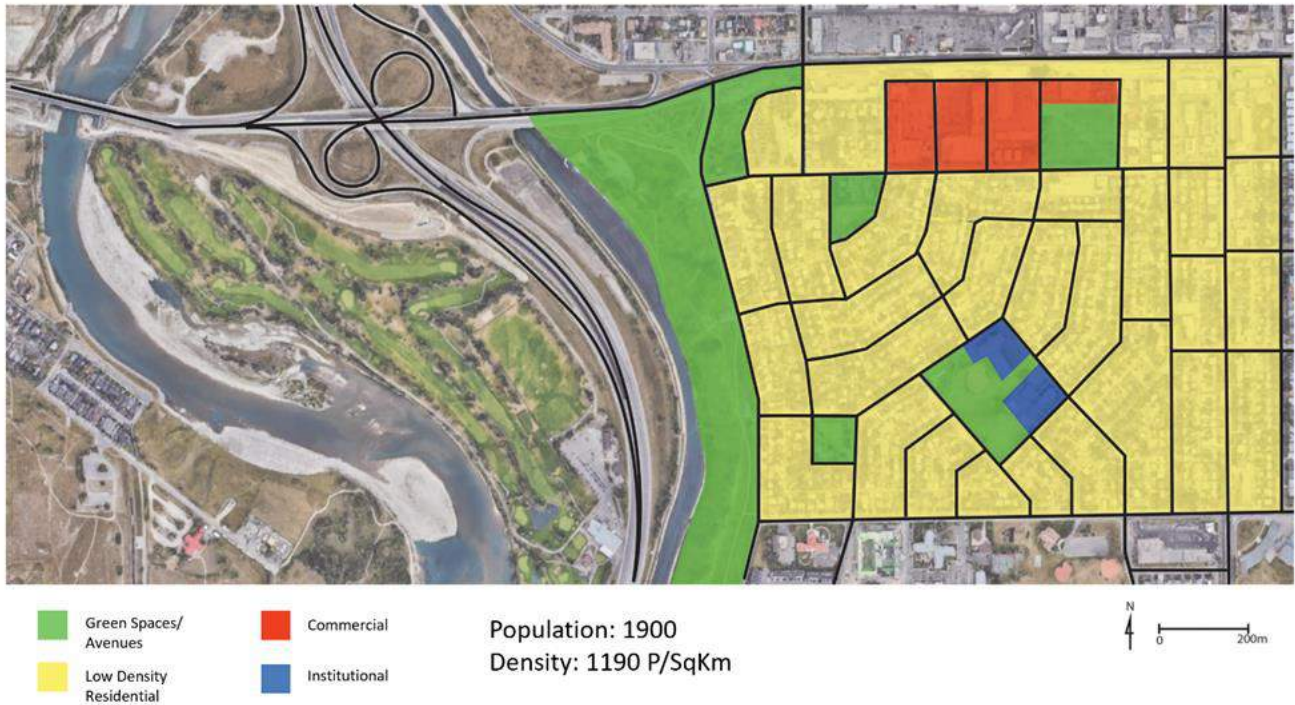 Green Spaces/
Avenues
Commercial
Low Density
Residential
Institutional
Population: 1900
Density: 1190 P/SqKm
N
0
200m